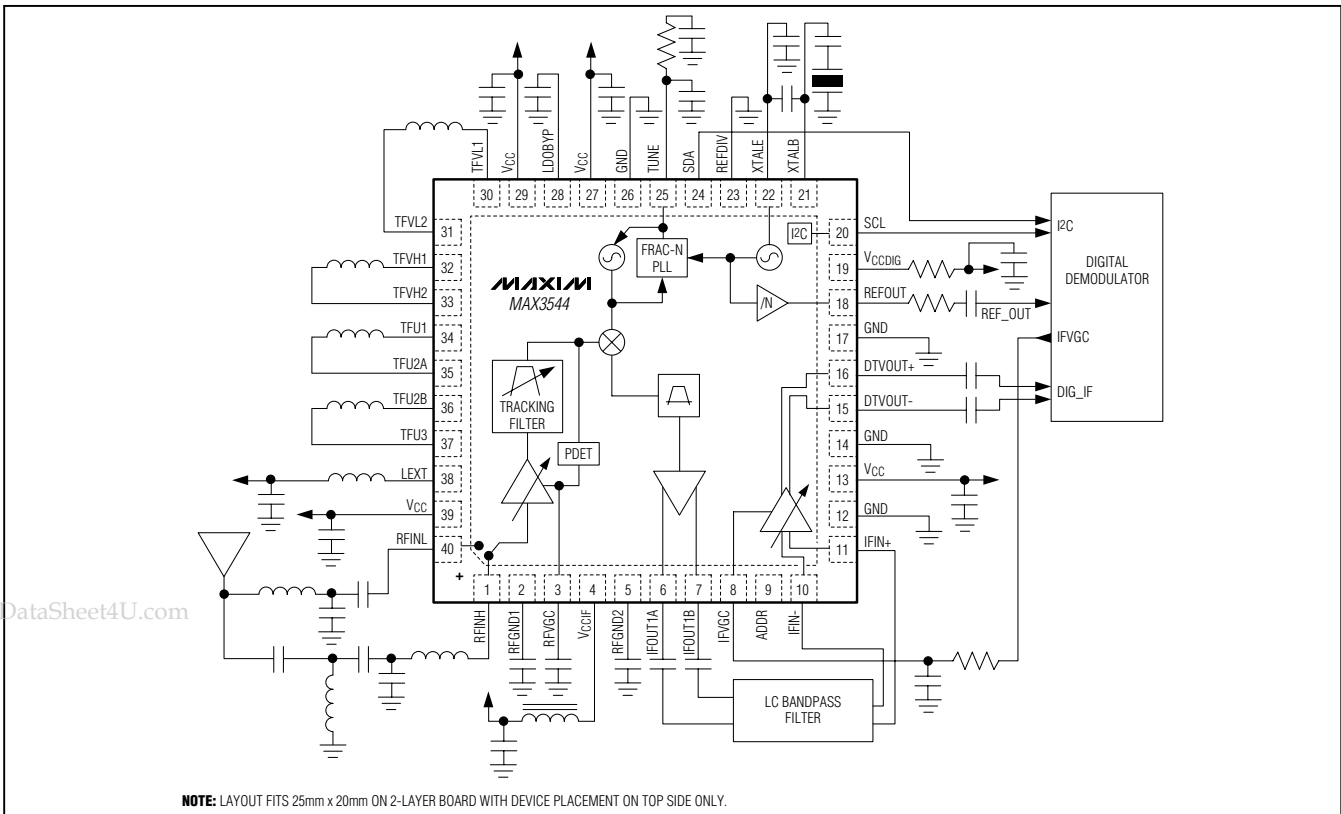 TFVL1
VCC
LDOBYP
VCC
GND
TUNE
SDA
REFDIV
XTALE
XTALB
30
29
28
27
26
25
24
23
22
21
TFVL2
31
TFVH1
32
TFVH2
33
TFU1
34
TFU2A
35
TFU2B
36
TFU3
37
LEXT
38
VCC
39
RFINL
40
MAXIM
MAX3544
FRAC-N
PLL
I2C
/N
TRACKING
FILTER
PDET
20
SCL
19
VCCDIG
18
REFOUT
REF_OUT
17
GND
16
DTVOUT+
15
DTVOUT-
14
GND
13
VCC
12
GND
11
IFIN+
I2C
DIGITAL
DEMODULATOR
IFVGC
DIG_IF
+
1
2
3
4
5
6
7
8
9
10
RFINH
RFGND1
RFVGC
VCCIF
RFGND2
IFOUT1A
IFOUT1B
IFVGC
ADDR
IFIN-
LC BANDPASS
FILTER
DataSheet4U.com
NOTE: LAYOUT FITS 25mm x 20mm ON 2-LAYER BOARD WITH DEVICE PLACEMENT ON TOP SIDE ONLY.